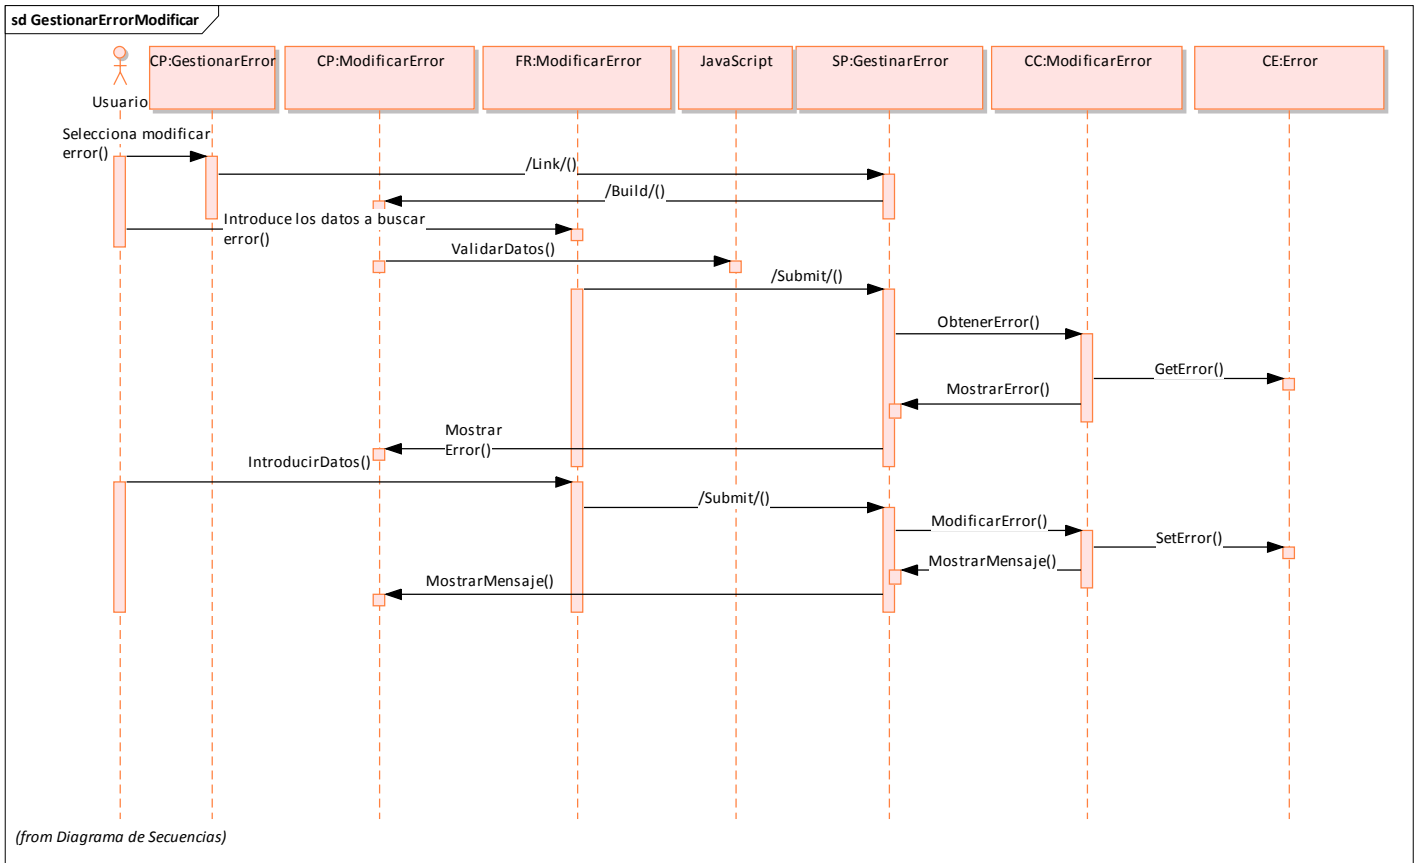 sd GestionarErrorModificar
Usuario
CP:GestionarError
CP:ModificarError
FR:ModificarError
JavaScript
SP:GestinarError
CC:ModificarError
CE:Error
Selecciona modificar
error()
/Link/()
/Build/()
Introduce los datos a buscar
error()
ValidarDatos()
/Submit/()
ObtenerError()
GetError()
MostrarError()
Mostrar
Error()
IntroducirDatos()
/Submit/()
ModificarError()
SetError()
MostrarMensaje()
MostrarMensaje()
(from Diagrama de Secuencias)